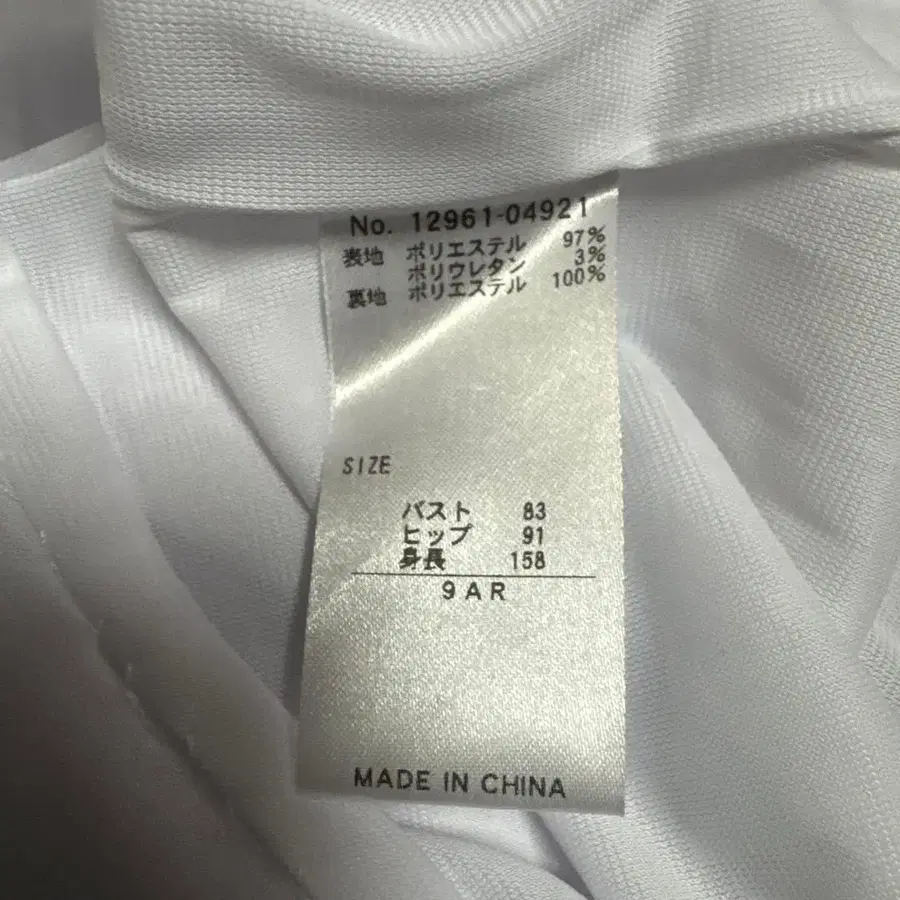 No. 12961-04921
表地 ポリエステル 97%
ポリウレタン 3%
裏地 ポリエステル 100%
SIZE
バスト 83
ヒップ 91
身長 158
9AR
MADE IN CHINA